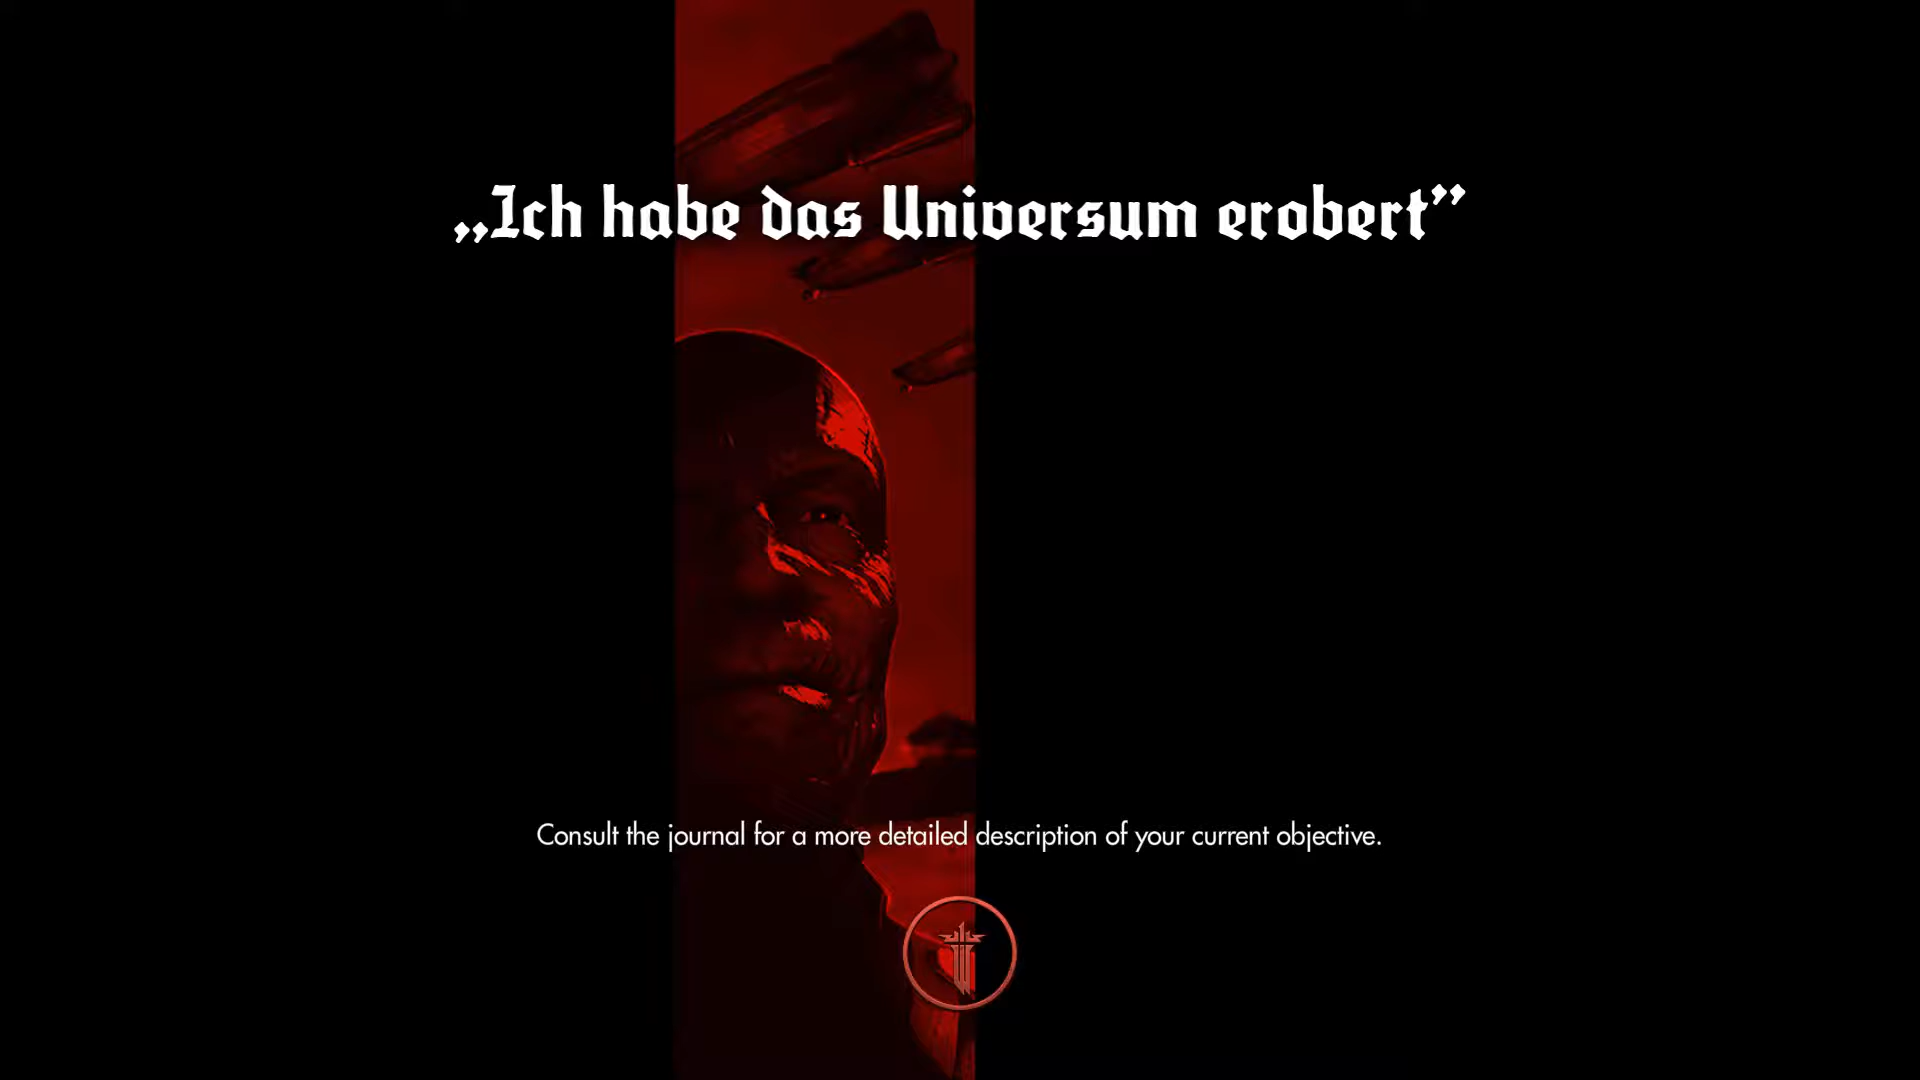 „Ich habe das Universum erobert”
Consult the journal for a more detailed description of your current objective.